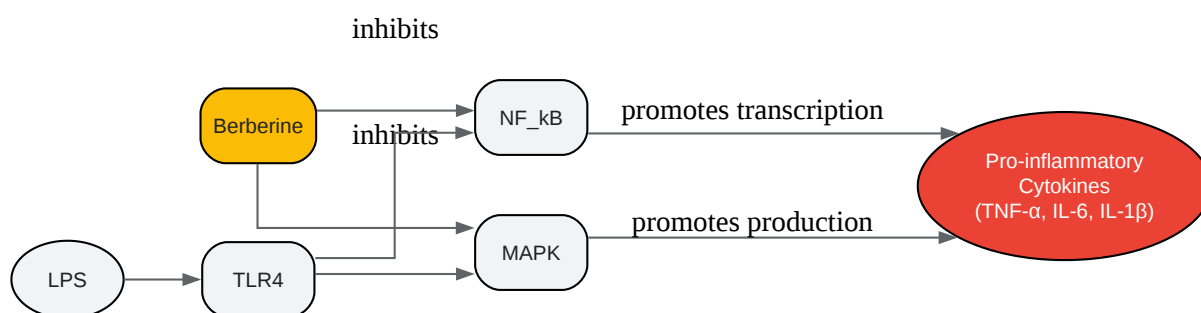 inhibits
Berberine
inhibits
NF_kB
promotes transcription
Pro-inflammatory
Cytokines
(TNF-α, IL-6, IL-1β)
LPS
TLR4
MAPK
promotes production